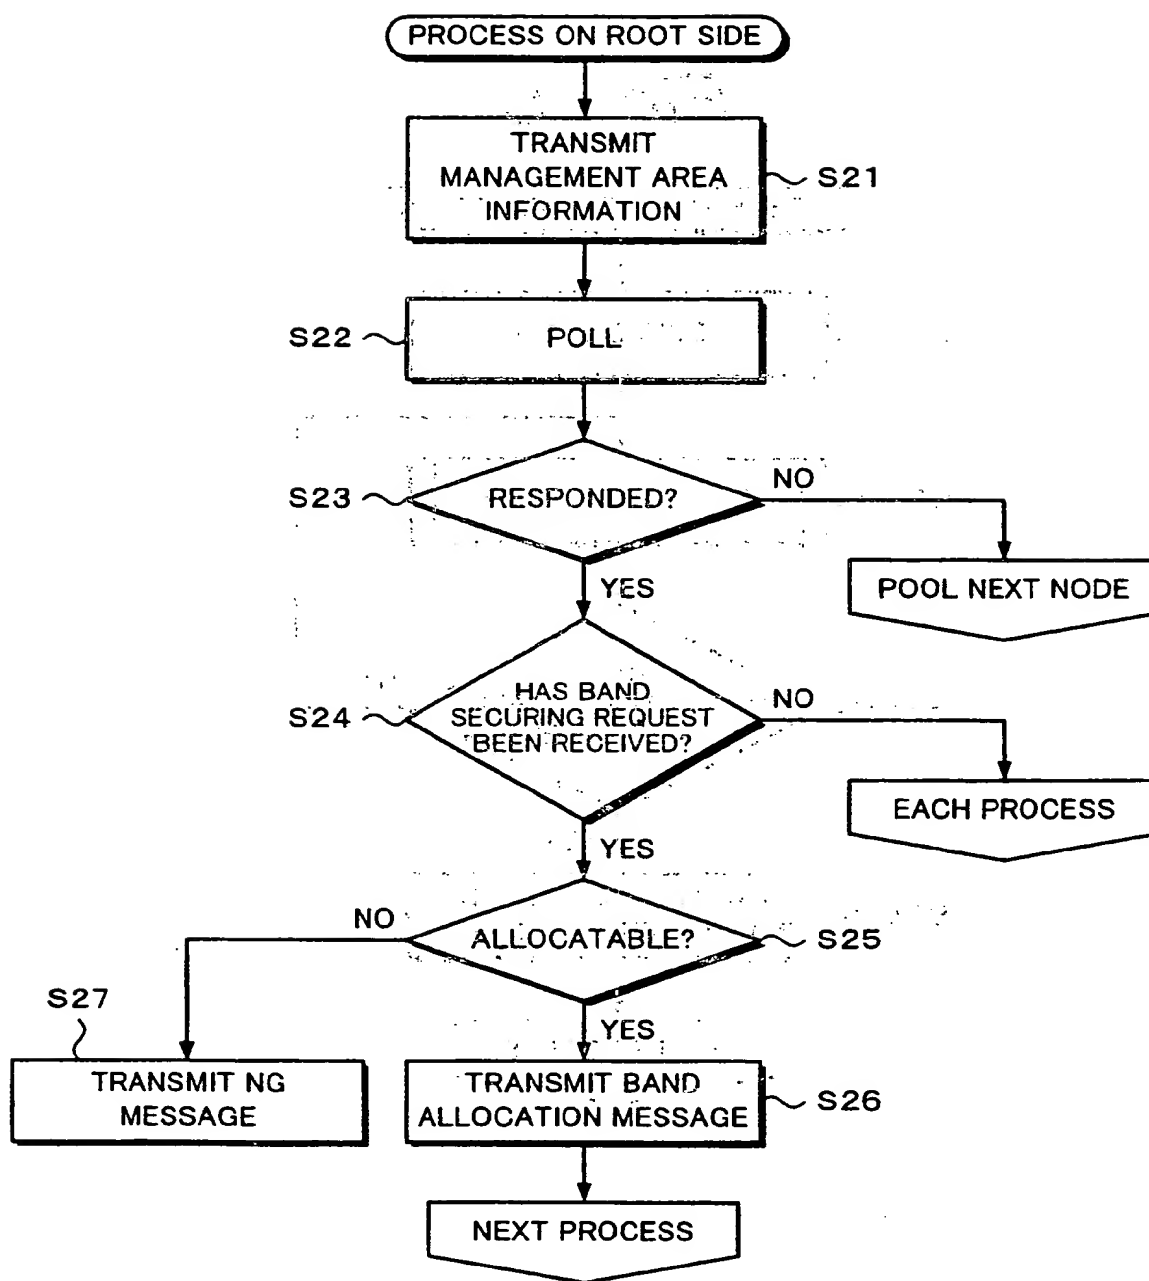 PROCESS ON ROOT SIDE
TRANSMIT
MANAGEMENT AREA
INFORMATION
S21
S22
POLL
S23
RESPONDED?
NO
YES
POOL NEXT NODE
S24
HAS BAND
SECURING REQUEST
BEEN RECEIVED?
NO
YES
EACH PROCESS
NO
ALLOCATABLE?
S25
S27
YES
TRANSMIT NG
MESSAGE
TRANSMIT BAND
ALLOCATION MESSAGE
S26
NEXT PROCESS